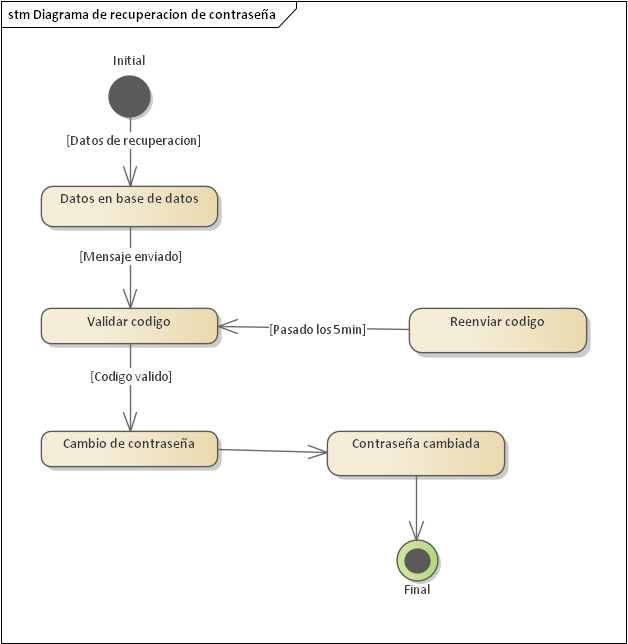 stm Diagrama de recuperacion de contraseña
Initial
[Datos de recuperacion]
Datos en base de datos
[Mensaje enviado]
Validar codigo
[Pasado los 5min]
Reenviar codigo
[Codigo valido]
Cambio de contraseña
Contraseña cambiada
Final